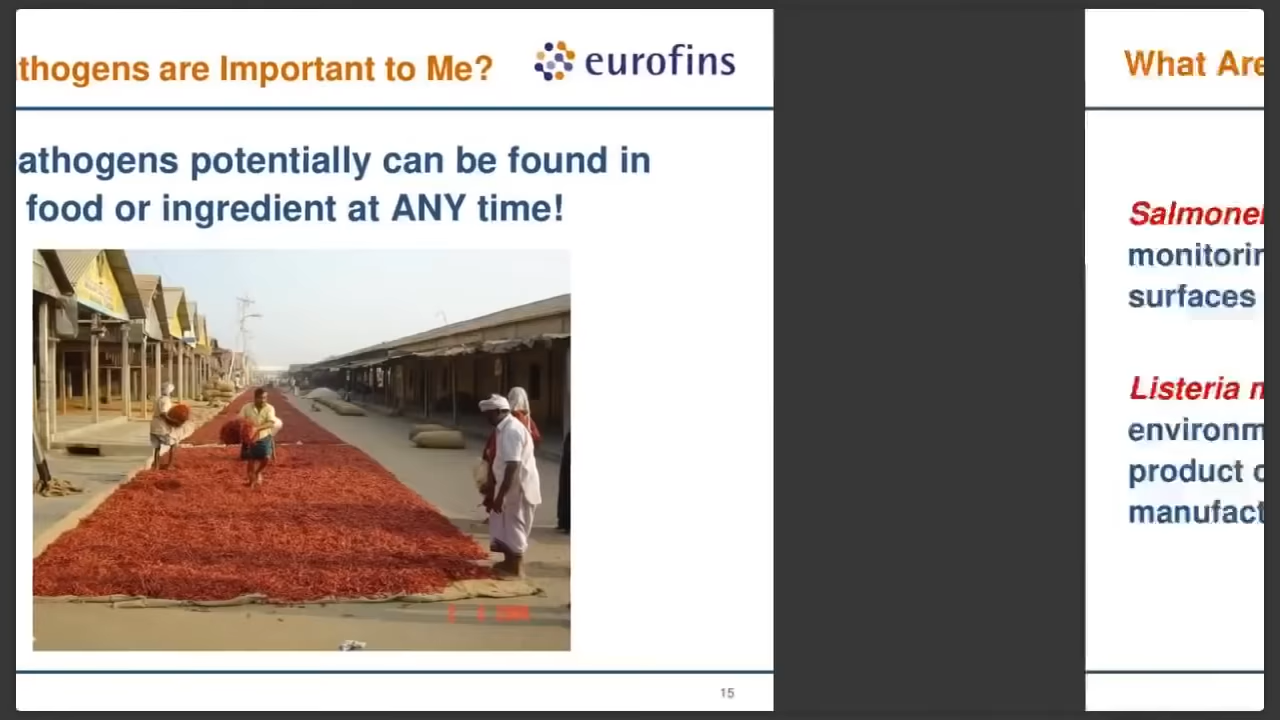 thogens are Important to Me?
eurofins
athogens potentially can be found in
food or ingredient at ANY time!
15
What Are
Salmonel
monitorin
surfaces
Listeria
environm
product
manufact